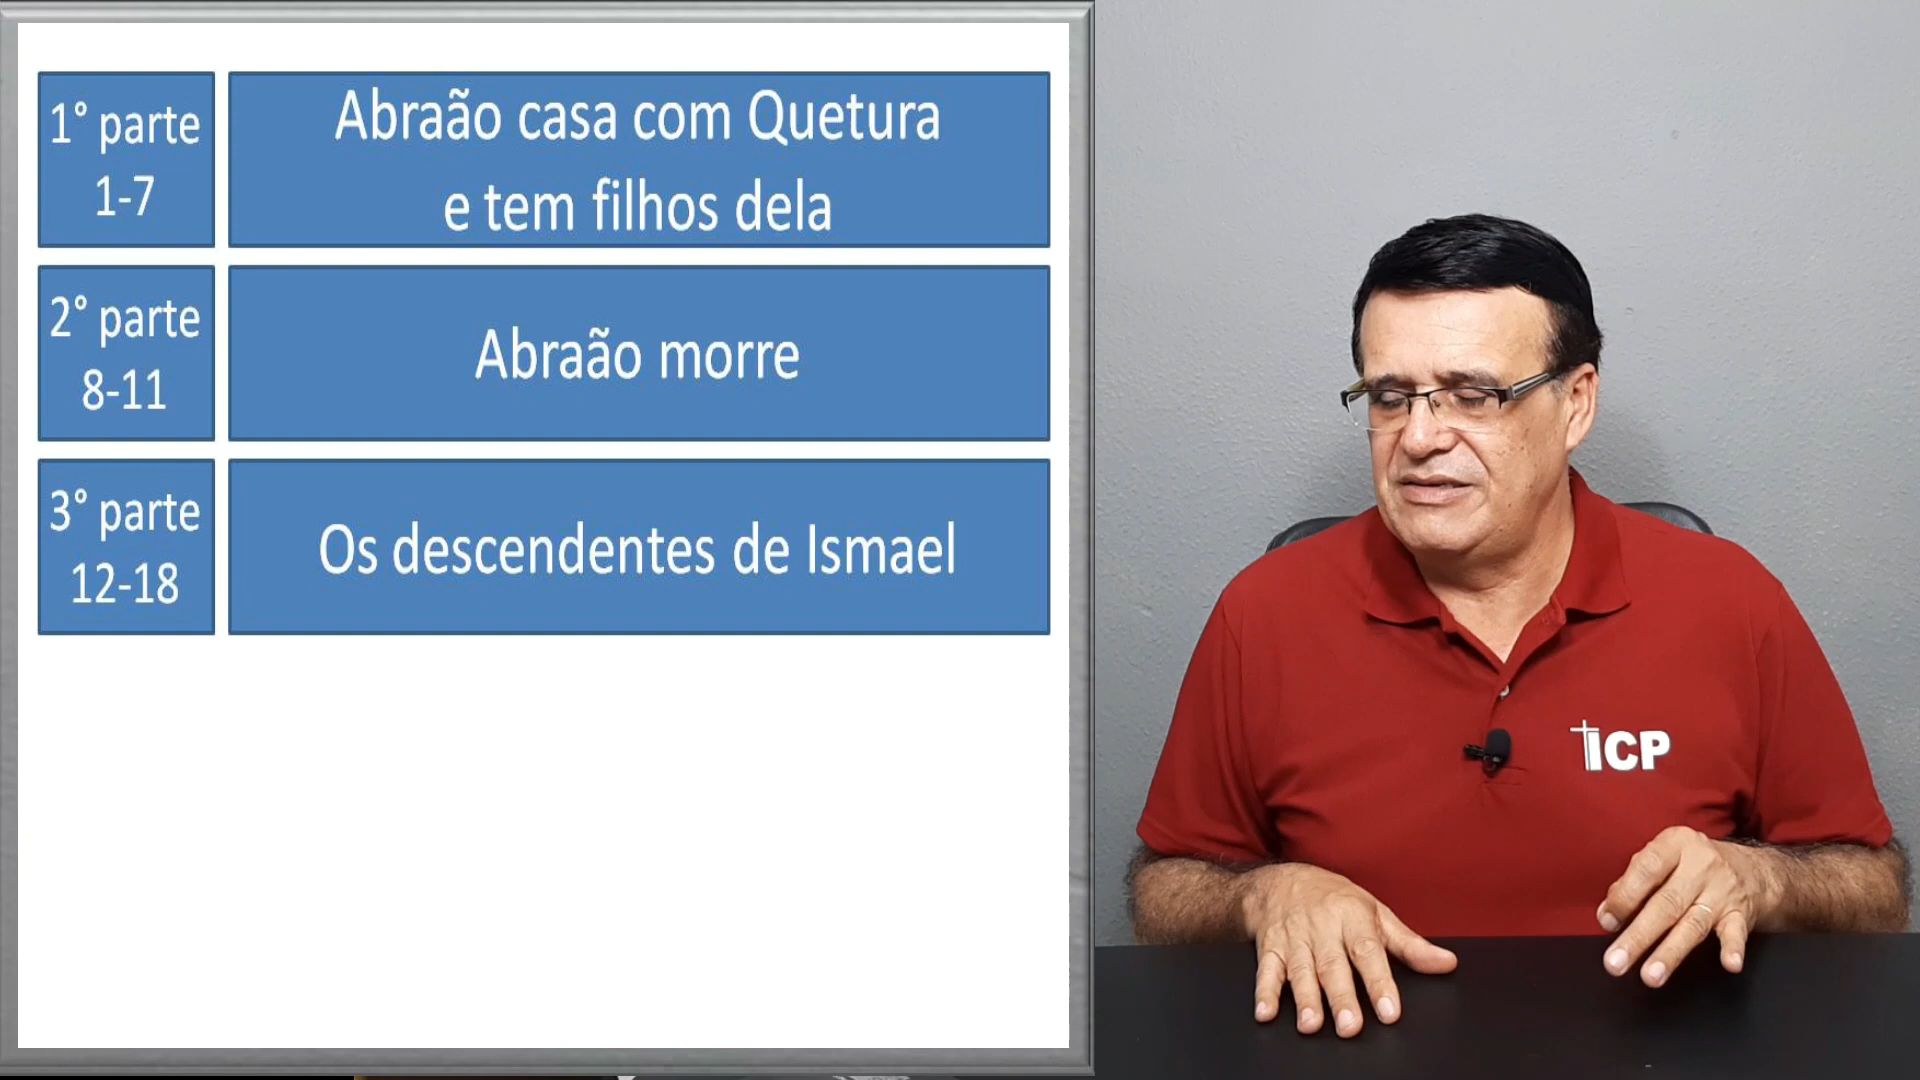 1° parte
1-7
Abraão casa com Quetura
e tem filhos dela
2° parte
8-11
Abraão morre
3° parte
12-18
Os descendentes de Ismael
ICP